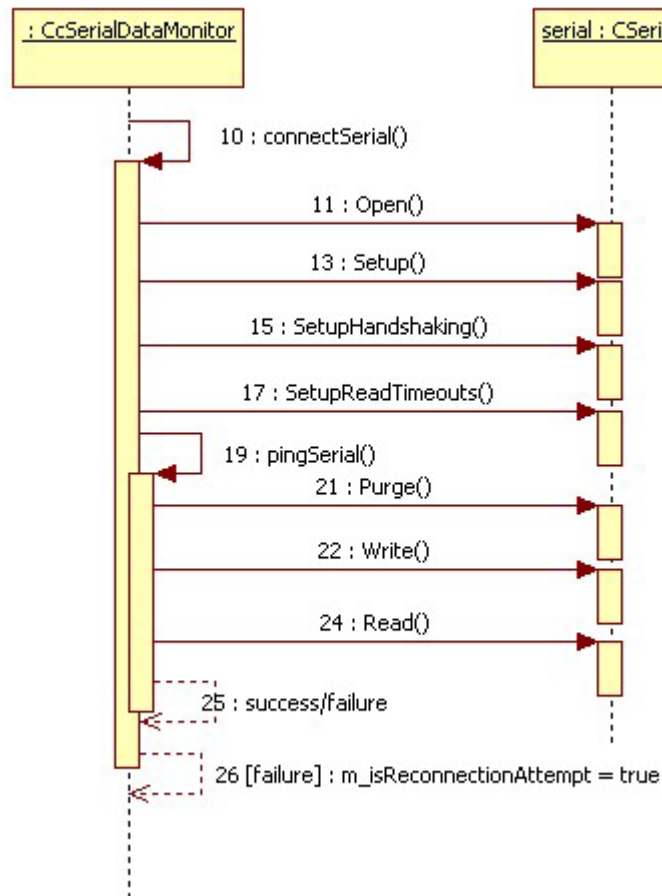 : CcSerialDataMonitor
serial : CSeri
10 : connectSerial()
11 : Open()
13 : Setup()
15 : SetupHandshaking()
17 : SetupReadTimeouts()
19 : pingSerial()
21 : Purge()
22 : Write()
24 : Read()
25 : success/failure
26 [failure] : m_isReconnectionAttempt = true